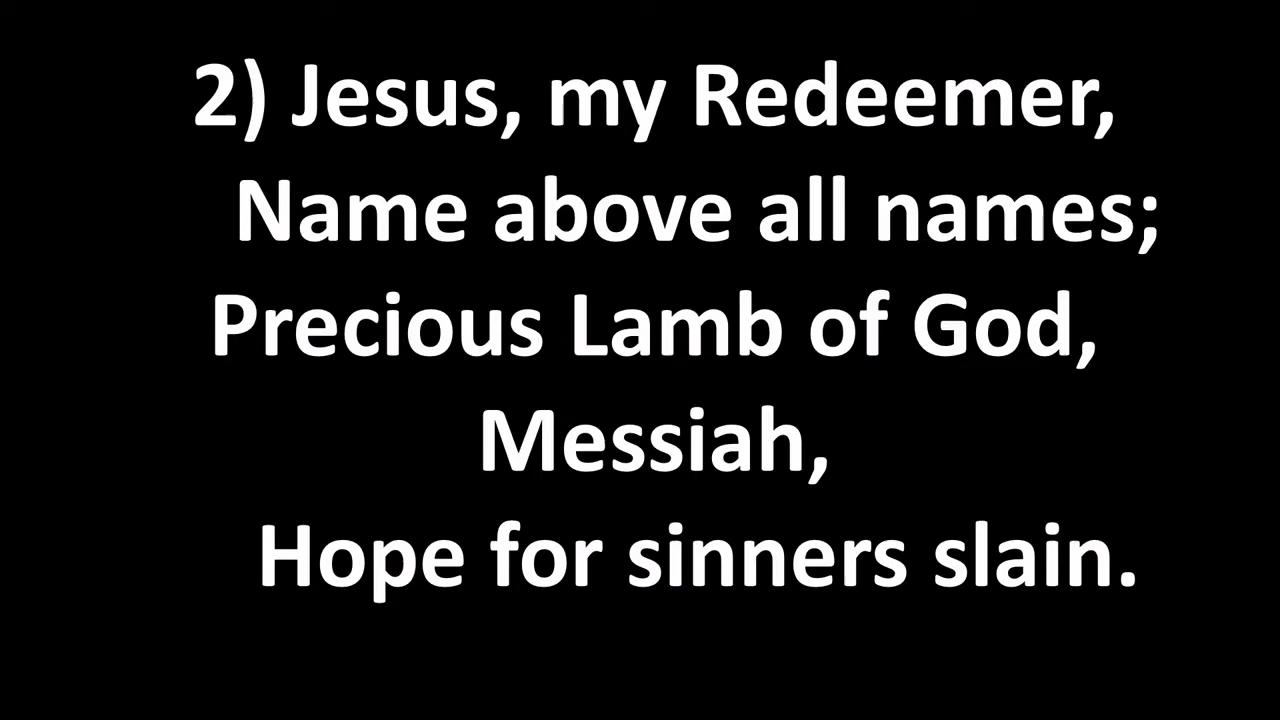 2) Jesus, my Redeemer,
Name above all names;
Precious Lamb of God,
Messiah,
Hope for sinners slain.